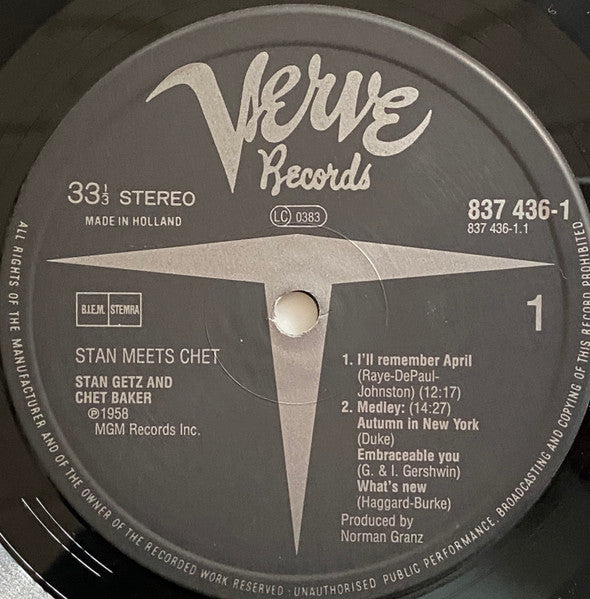 Verve
Records
33⅓ STEREO
MADE IN HOLLAND
LC 0383
837 436-1
837 436-1.1
B.I.E.M. STEMRA
1
STAN MEETS CHET
STAN GETZ AND
CHET BAKER
℗1958
MGM Records Inc.
1. I'll remember April
(Raye-DePaul-
Johnston) (12:17)
2. Medley: (14:27)
Autumn in New York
(Duke)
Embraceable you
(G. & I. Gershwin)
What's new
(Haggard-Burke)
Produced by
Norman Granz
ALL RIGHTS OF THE MANUFACTURER AND OF THE OWNER OF THE RECORDED WORK RESERVED · UNAUTHORISED PUBLIC PERFORMANCE, BROADCASTING AND COPYING OF THIS RECORD PROHIBITED